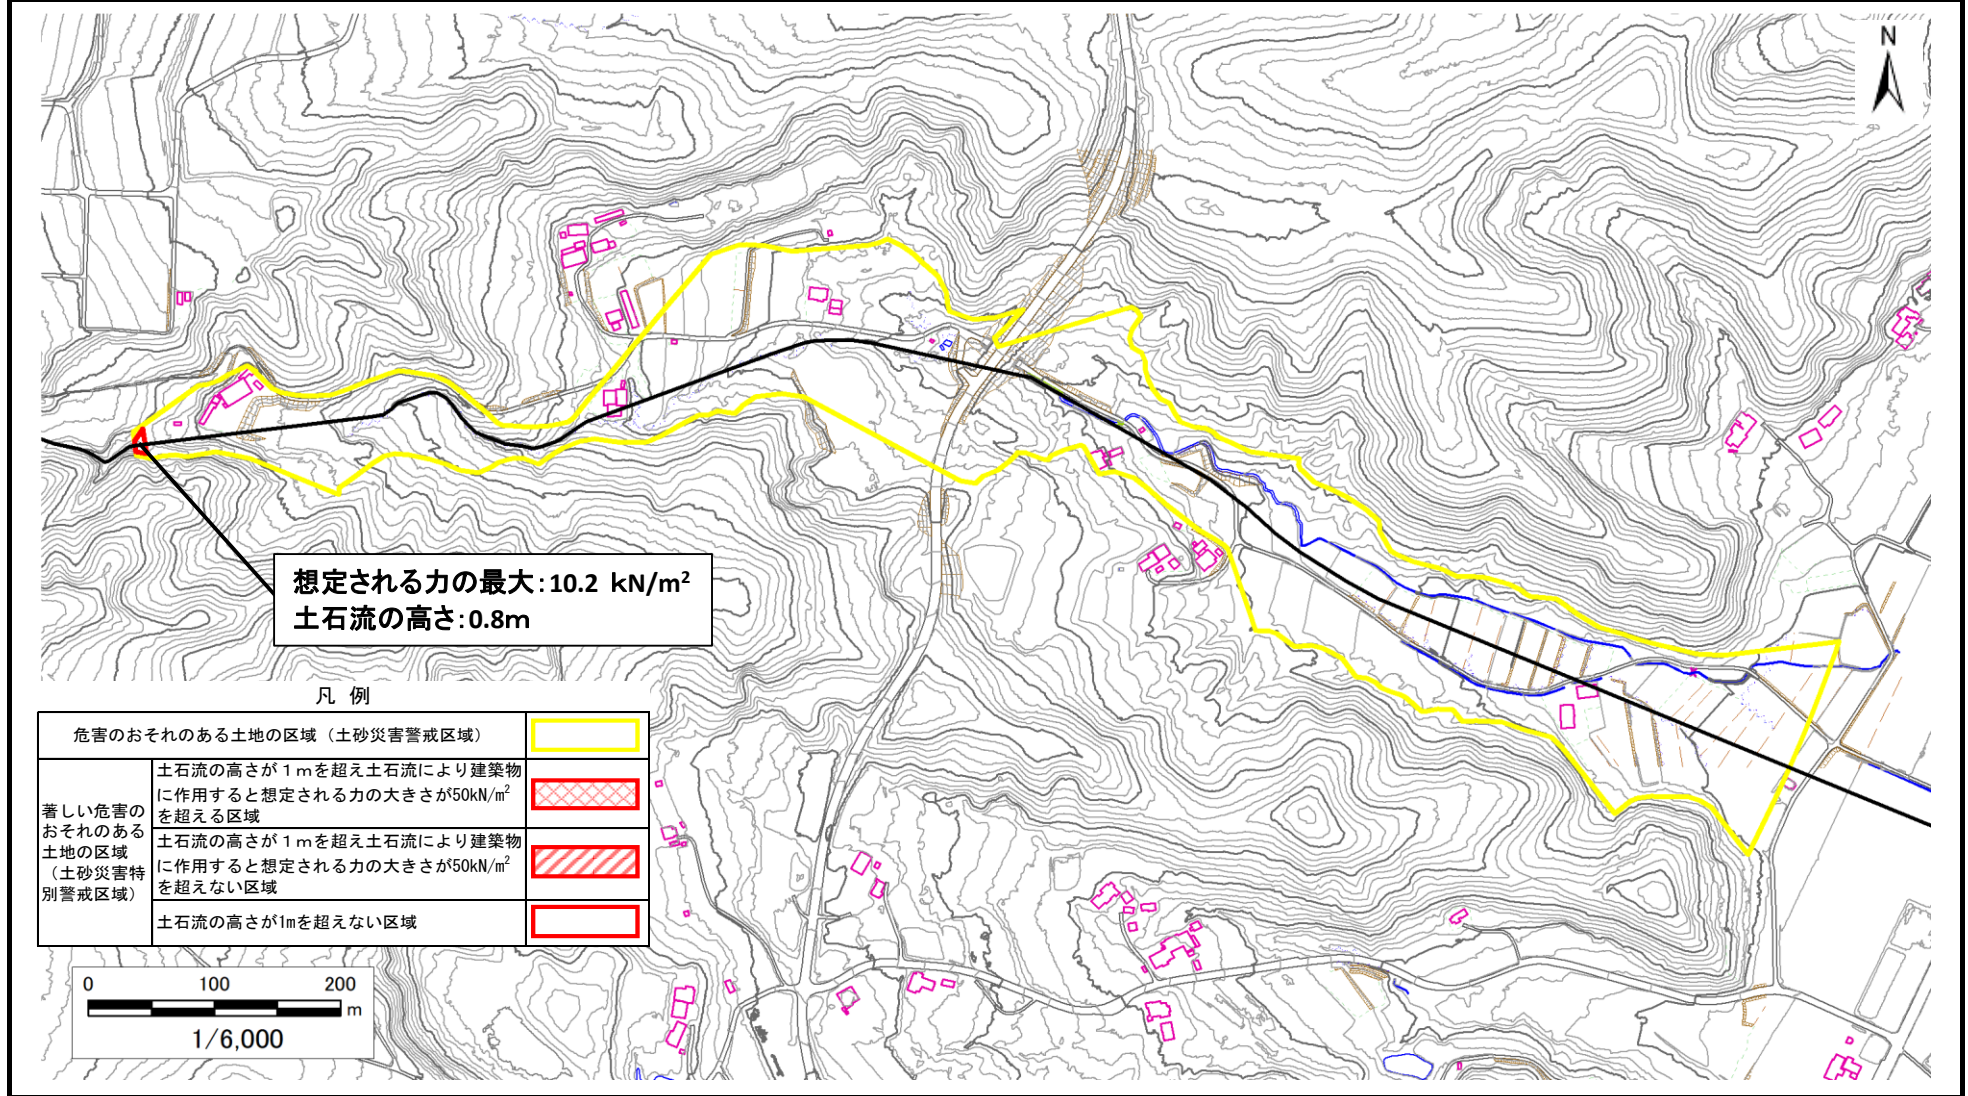 N
想定される力の最大:10.2 kN/m²
土石流の高さ:0.8m
凡 例
危害のおそれのある土地の区域(土砂災害警戒区域)
著しい危害の
おそれのある
土地の区域
(土砂災害特
別警戒区域)
土石流の高さが1mを超え土石流により建築物
に作用すると想定される力の大きさが50kN/m²
を超える区域
土石流の高さが1mを超え土石流により建築物
に作用すると想定される力の大きさが50kN/m²
を超えない区域
土石流の高さが1mを超えない区域
0 100 200
m
1/6,000